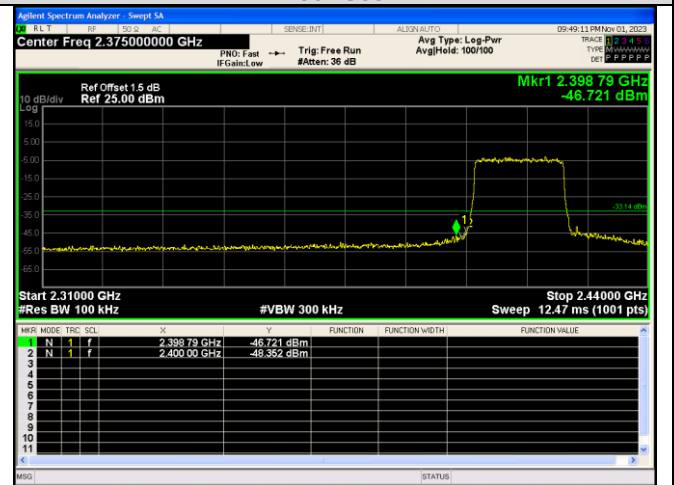 Agilent Spectrum Analyzer - Swept SA
RLT RF 50 Ω AC SENSE:INT ALIGN AUTO 09:49:11 PM Nov 01, 2023
Center Freq 2.375000000 GHz Avg Type: Log-Pwr TRACE 1 2 3 4 5 6
PNO: Fast Trig: Free Run Avg|Hold: 100/100 TYPE M
IFGain:Low #Atten: 36 dB DET P P P P P P
Mkr1 2.398 79 GHz
Ref Offset 1.5 dB
10 dB/div Ref 25.00 dBm -46.721 dBm
Log
15.0
5.00
-5.00
-15.0
-25.0
-33.14 dBm
-35.0
1
2
-45.0
-55.0
-65.0
Start 2.31000 GHz Stop 2.44000 GHz
#Res BW 100 kHz #VBW 300 kHz Sweep 12.47 ms (1001 pts)
MKR MODE TRC SCL X Y FUNCTION FUNCTION WIDTH FUNCTION VALUE
1 N 1 f 2.398 79 GHz -46.721 dBm
2 N 1 f 2.400 00 GHz -48.352 dBm
3
4
5
6
7
8
9
10
11
MSG STATUS